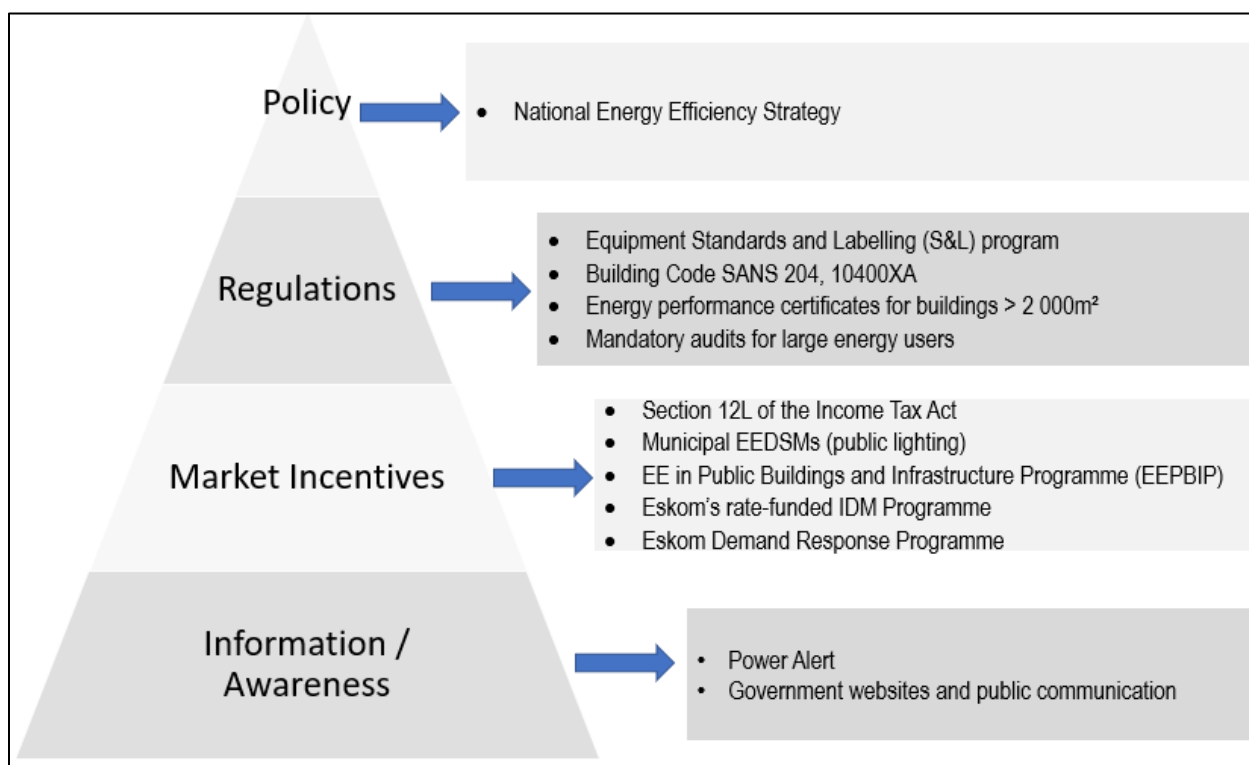 Policy
• National Energy Efficiency Strategy
Regulations
• Equipment Standards and Labelling (S&L) program
• Building Code SANS 204, 10400XA
• Energy performance certificates for buildings > 2 000m²
• Mandatory audits for large energy users
Market Incentives
• Section 12L of the Income Tax Act
• Municipal EEDSMs (public lighting)
• EE in Public Buildings and Infrastructure Programme (EEPBIP)
• Eskom's rate-funded IDM Programme
• Eskom Demand Response Programme
Information /
Awareness
• Power Alert
• Government websites and public communication